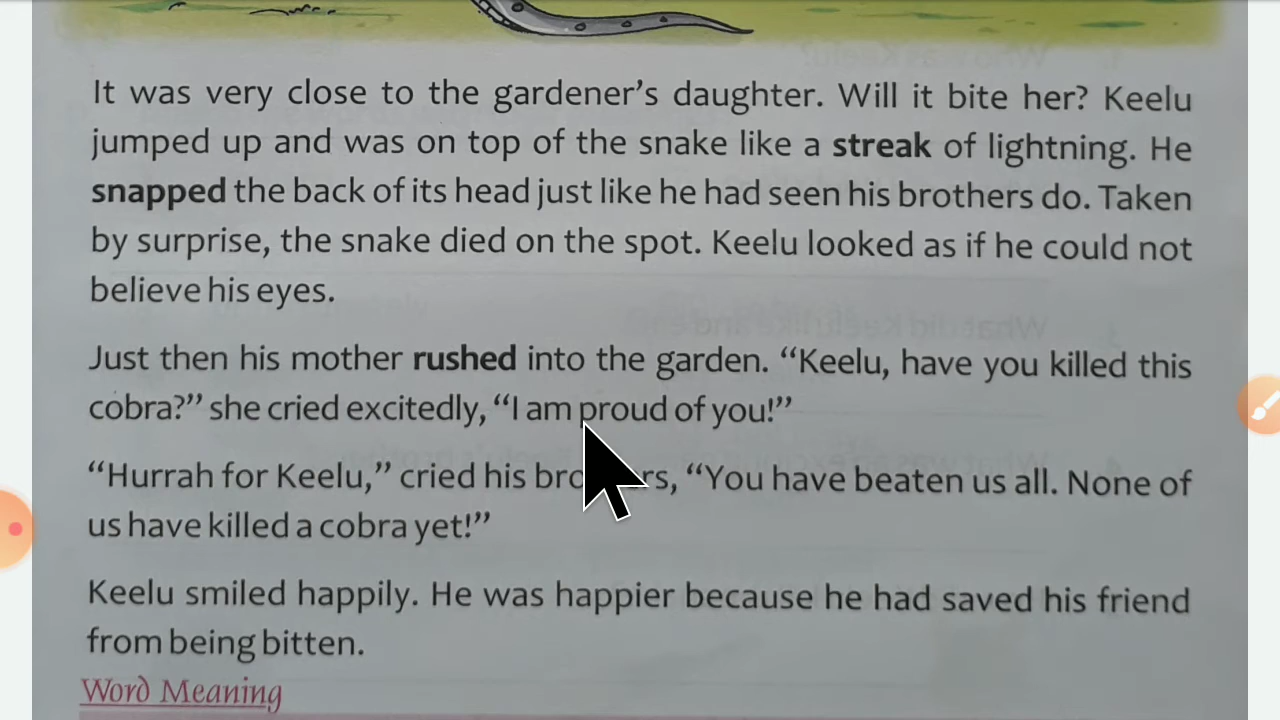 It was very close to the gardener's daughter. Will it bite her? Keelu
jumped up and was on top of the snake like a streak of lightning. He
snapped the back of its head just like he had seen his brothers do. Taken
by surprise, the snake died on the spot. Keelu looked as if he could not
believe his eyes.
Just then his mother rushed into the garden. “Keelu, have you killed this
cobra?” she cried excitedly, “I am proud of you!”
“Hurrah for Keelu,” cried his brothers, “You have beaten us all. None of
us have killed a cobra yet!”
Keelu smiled happily. He was happier because he had saved his friend
from being bitten.
Word Meaning